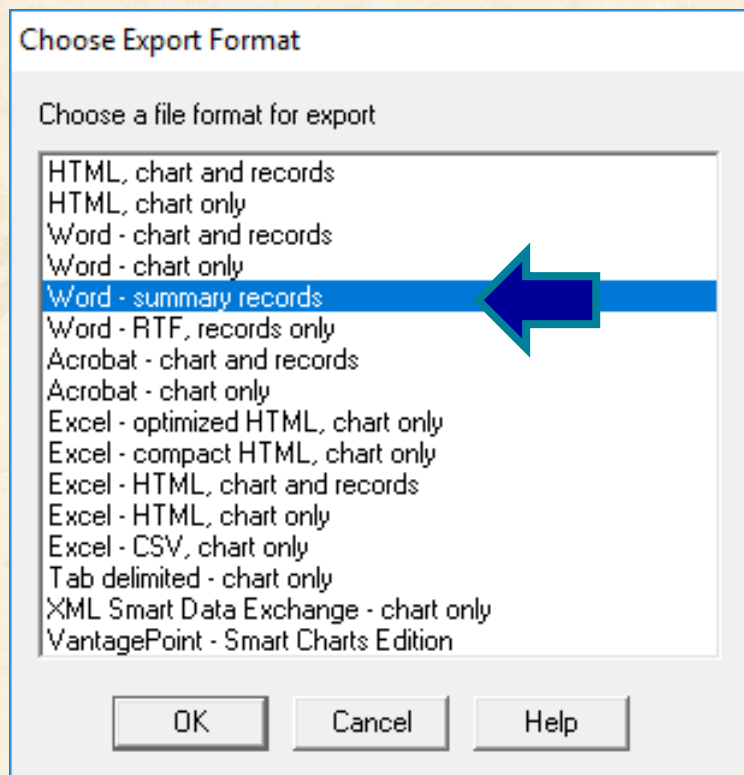 Choose Export Format
Choose a file format for export
HTML, chart and records
HTML, chart only
Word - chart and records
Word - chart only
Word - summary records
Word - RTF, records only
Acrobat - chart and records
Acrobat - chart only
Excel - optimized HTML, chart only
Excel - compact HTML, chart only
Excel - HTML, chart and records
Excel - HTML, chart only
Excel - CSV, chart only
Tab delimited - chart only
XML Smart Data Exchange - chart only
VantagePoint - Smart Charts Edition
OK Cancel Help